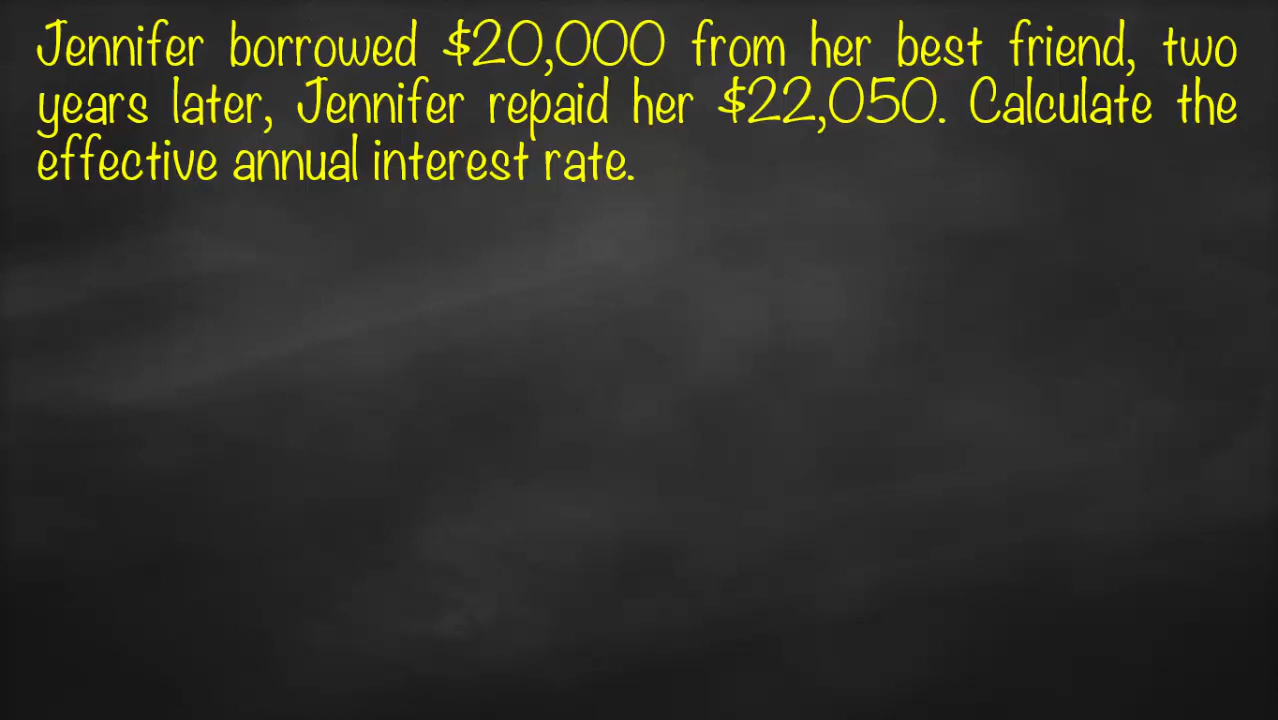 Jennifer borrowed $20,000 from her best friend, two
years later, Jennifer repaid her $22,050. Calculate the
effective annual interest rate.